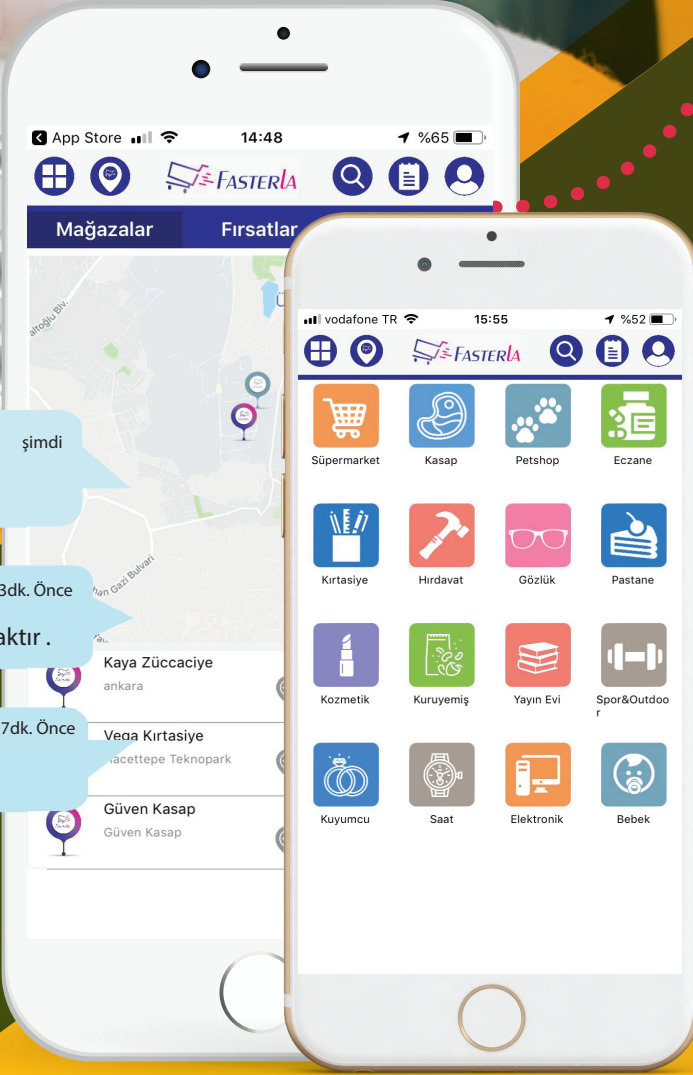 App Store
14:48
%65
FASTERLA
Mağazalar
Fırsatlar
şimdi
3dk. Önce
aktır .
7dk. Önce
Kaya Züccaciye
ankara
Vega Kırtasiye
acettepe Teknopark
Güven Kasap
Güven Kasap
vodafone TR
15:55
%52
FASTERLA
Süpermarket
Kasap
Petshop
Eczane
Kırtasiye
Hırdavat
Gözlük
Pastane
Kozmetik
Kuruyemiş
Yayın Evi
Spor&Outdoo
r
Kuyumcu
Saat
Elektronik
Bebek